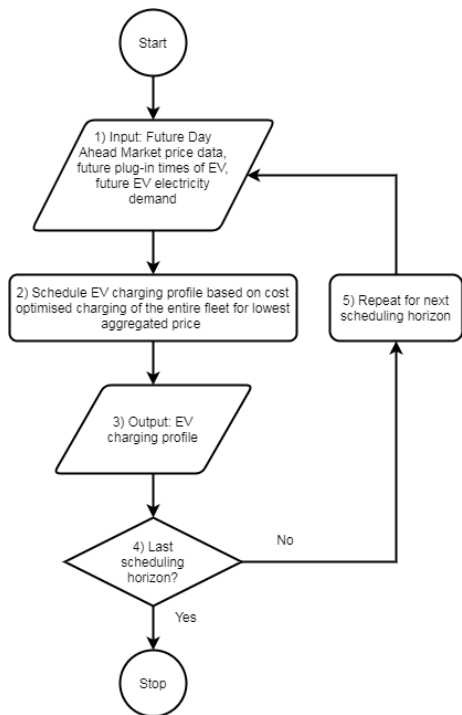 Start
1) Input: Future Day
Ahead Market price data,
future plug-in times of EV,
future EV electricity
demand
2) Schedule EV charging profile based on cost
optimised charging of the entire fleet for lowest
aggregated price
5) Repeat for next
scheduling horizon
3) Output: EV
charging profile
4) Last
scheduling
horizon?
No
Yes
Stop